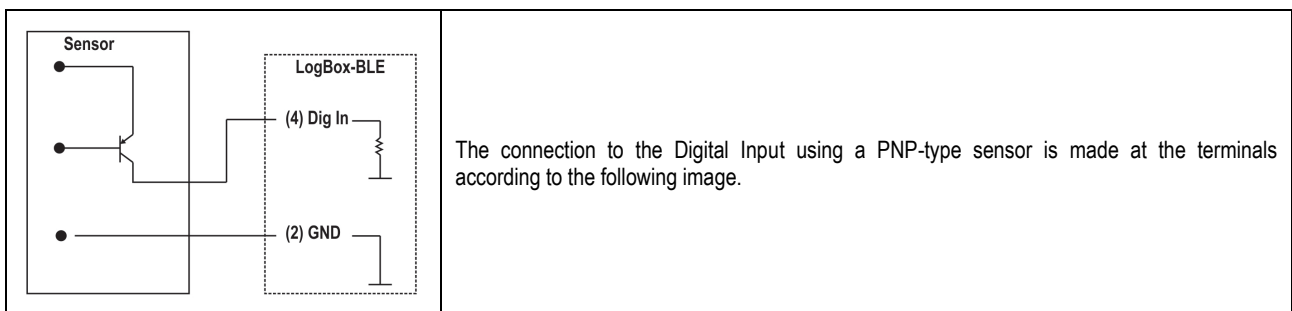 Sensor
LogBox-BLE
(4) Dig In
(2) GND
The connection to the Digital Input using a PNP-type sensor is made at the terminals
according to the following image.